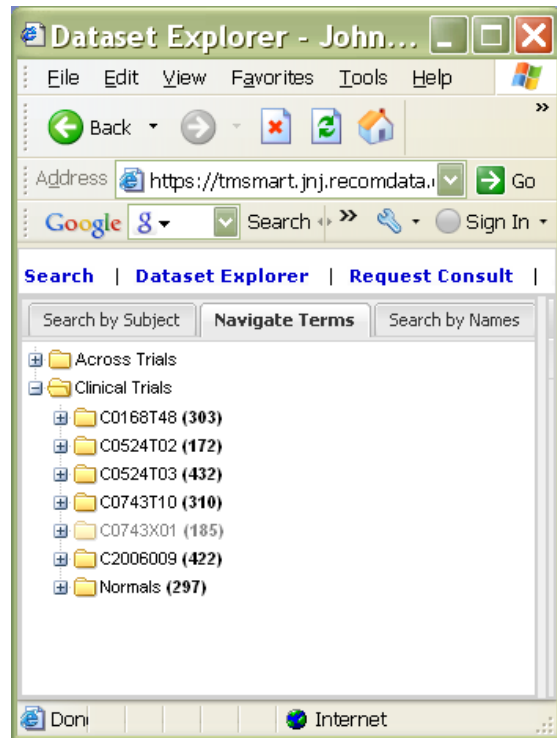 Dataset Explorer - John...
File Edit View Favorites Tools Help
Back »
Address https://tmsmart.jnj.recomdata. Go
Google g Search » Sign In
Search | Dataset Explorer | Request Consult |
Search by Subject Navigate Terms Search by Names
Across Trials
Clinical Trials
C0168T48 (303)
C0524T02 (172)
C0524T03 (432)
C0743T10 (310)
C0743X01 (185)
C2006009 (422)
Normals (297)
Don Internet